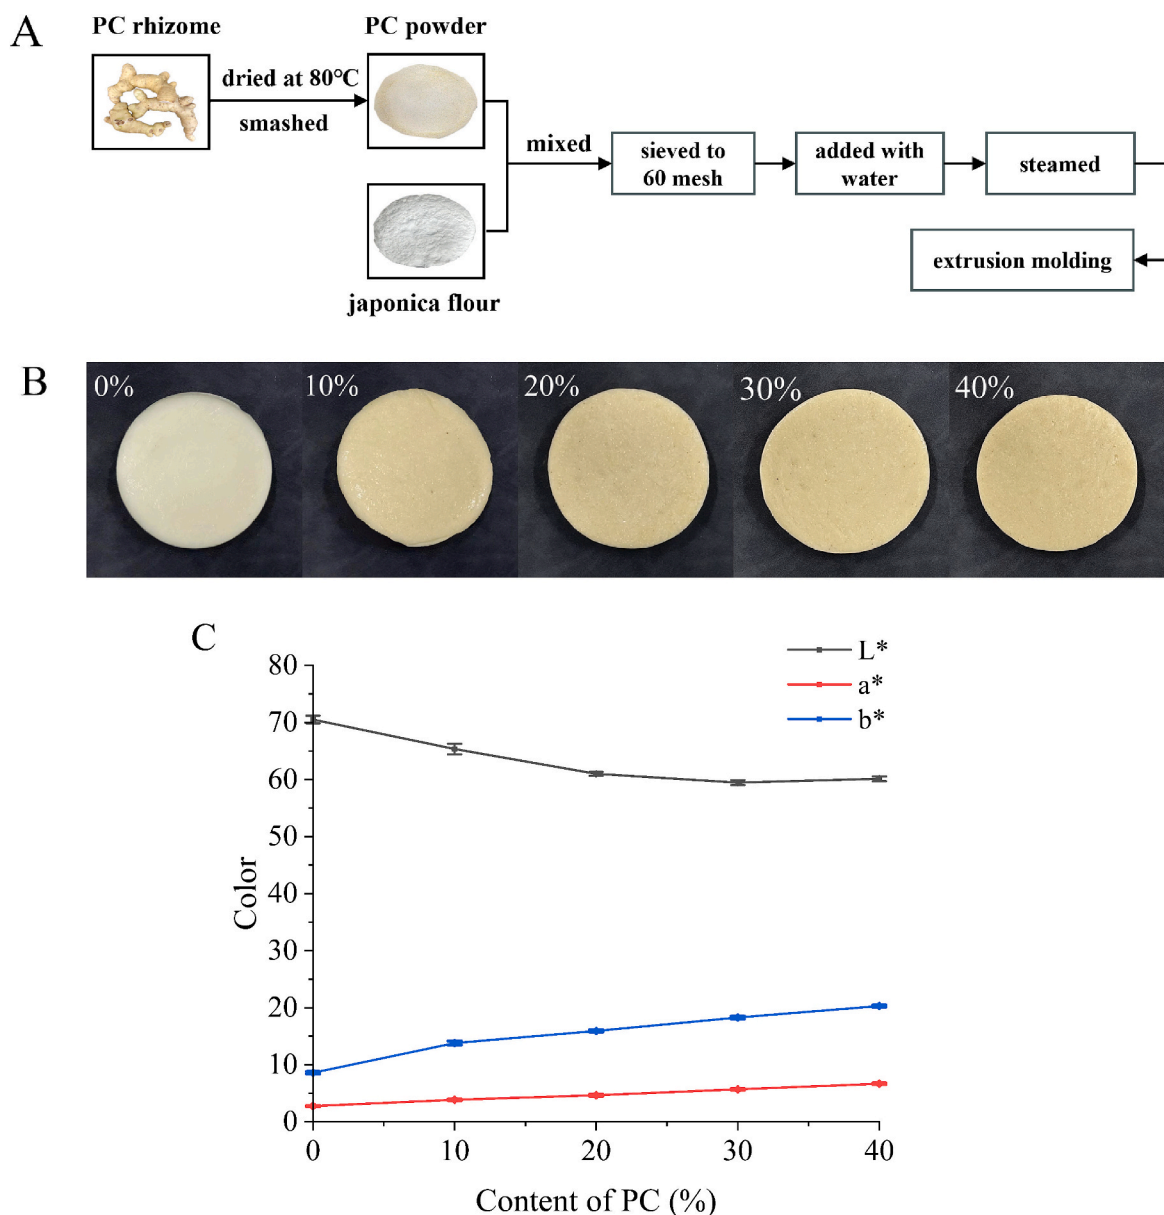 A
PC rhizome
PC powder
dried at 80℃
smashed
japonica flour
mixed
sieved to
60 mesh
added with
water
steamed
extrusion molding
B
0%
10%
20%
30%
40%
C
L*
a*
b*
80
70
60
50
40
30
20
10
0
Color
0
10
20
30
40
Content of PC (%)